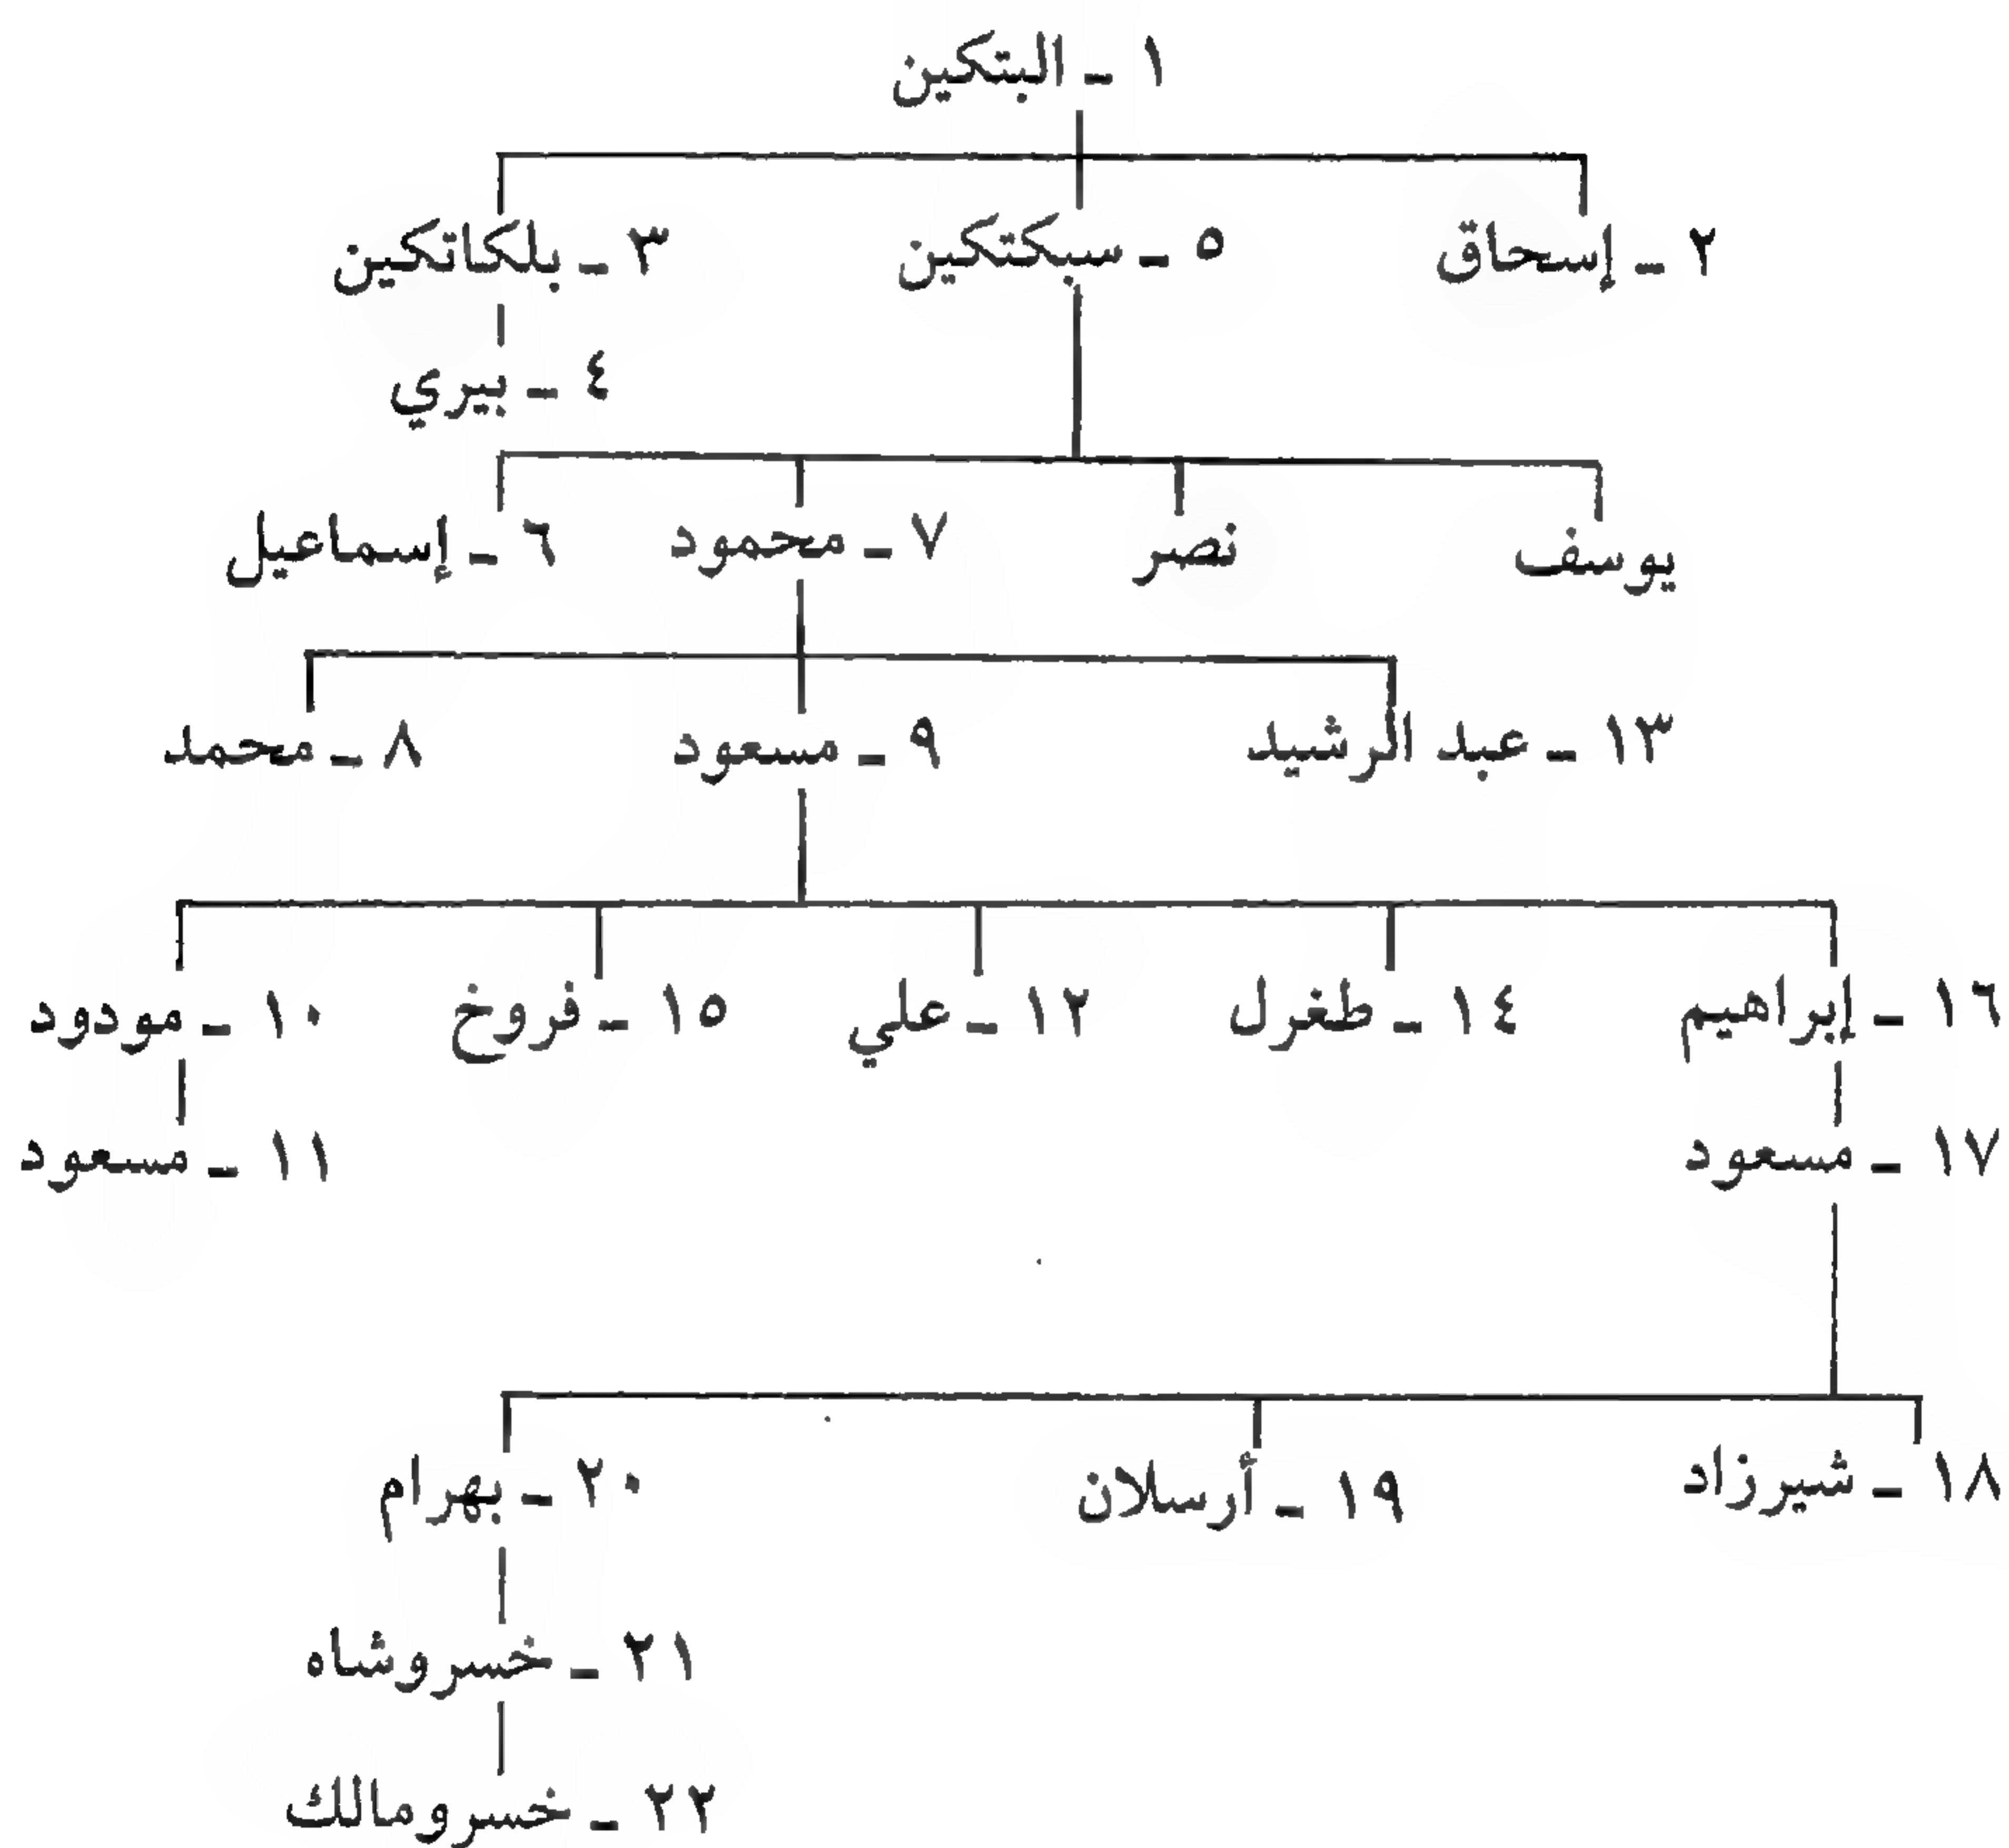 ١ - البتكين
٢ - إسحاق ٥ - سبكتكين ٣ - بلكاتكين
٤ - بيري
يوسف نصر ٧ - محمود ٦ - إسماعيل
١٣ - عبد الرشيد ٩ - مسعود ٨ - محمد
١٦ - إبراهيم ١٤ - طغرل ١٢ - علي ١٥ - فروخ ١٠ - مودود
١٧ - مسعود ١١ - مسعود
١٨ - شيرزاد ١٩ - أرسلان ٢٠ - بهرام
٢١ - خسروشاه
٢٢ - خسرومالك